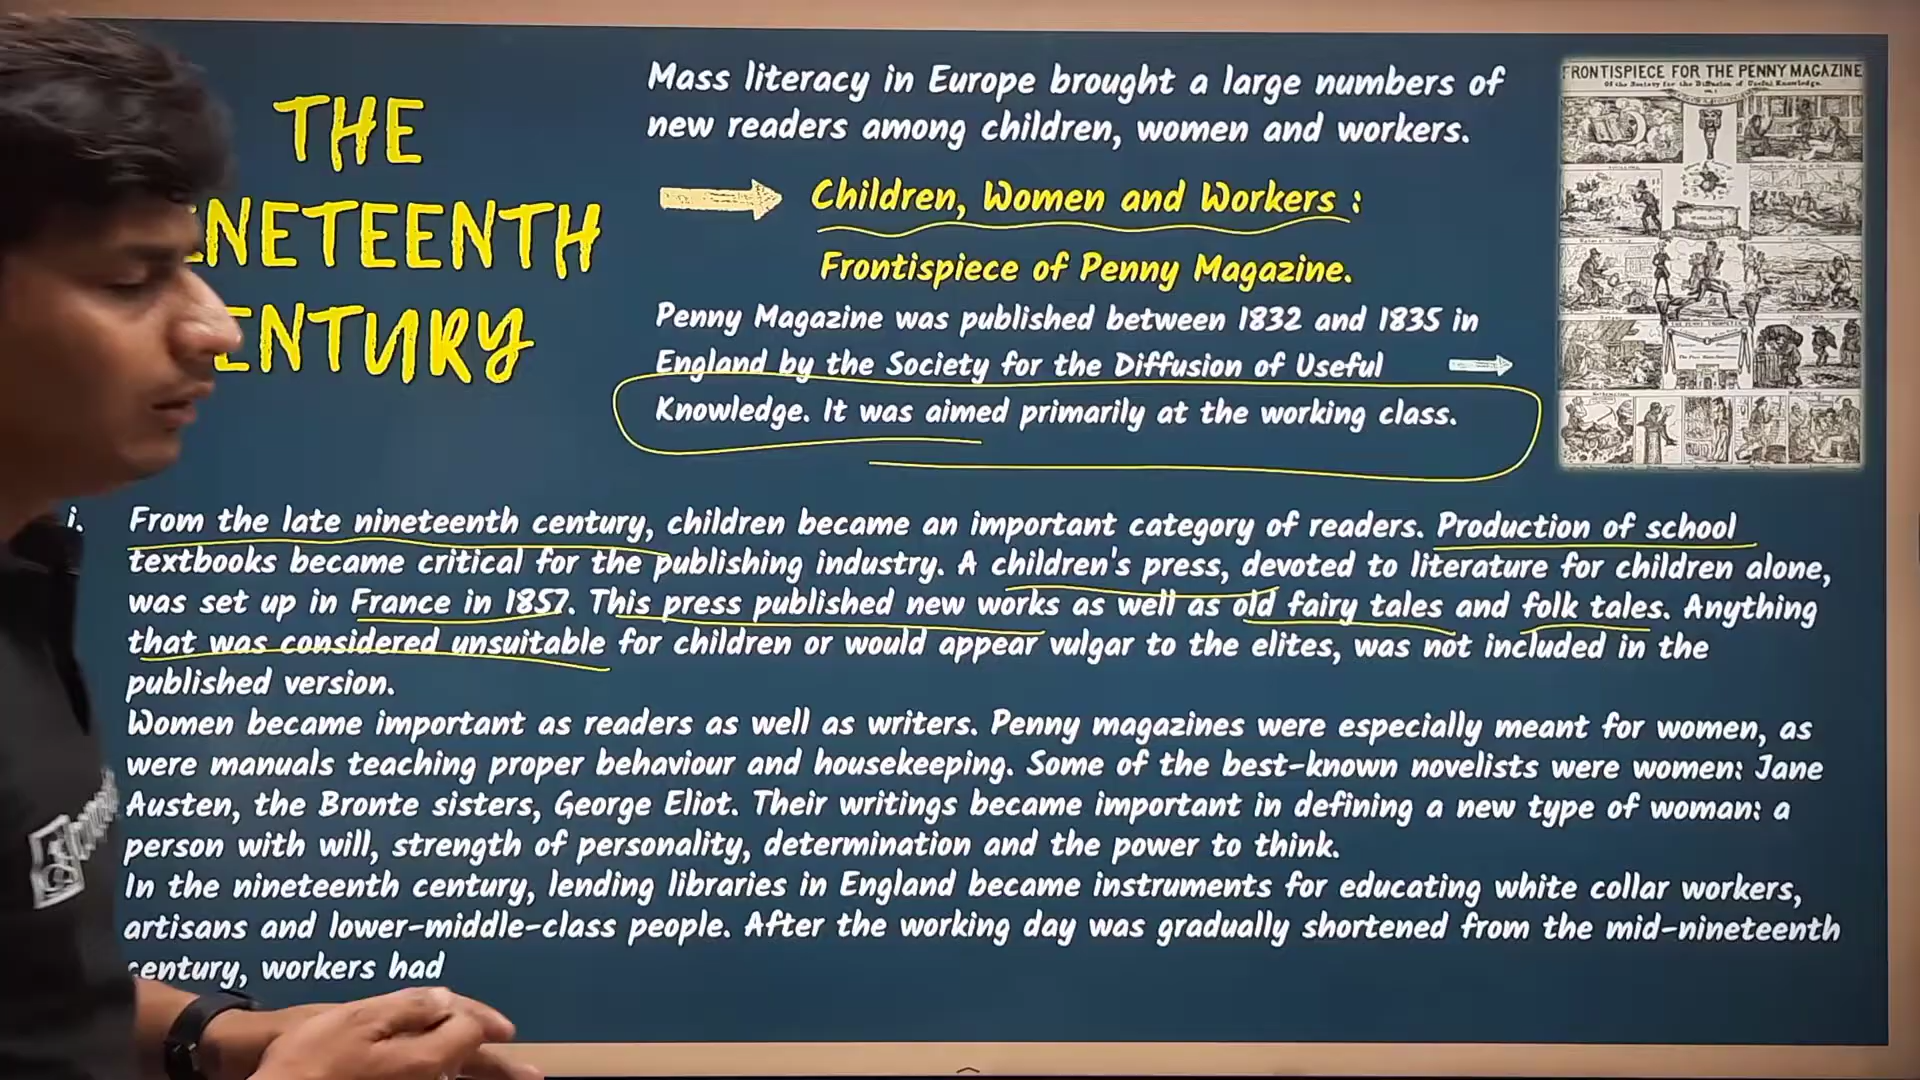 THE
NINETEENTH
CENTURY
Mass literacy in Europe brought a large numbers of
new readers among children, women and workers.
Children, Women and Workers :
Frontispiece of Penny Magazine.
Penny Magazine was published between 1832 and 1835 in
England by the Society for the Diffusion of Useful
Knowledge. It was aimed primarily at the working class.
FRONTISPIECE FOR THE PENNY MAGAZINE
Of the Society for the Diffusion of Useful Knowledge.
i. From the late nineteenth century, children became an important category of readers. Production of school
textbooks became critical for the publishing industry. A children's press, devoted to literature for children alone,
was set up in France in 1857. This press published new works as well as old fairy tales and folk tales. Anything
that was considered unsuitable for children or would appear vulgar to the elites, was not included in the
published version.
Women became important as readers as well as writers. Penny magazines were especially meant for women, as
were manuals teaching proper behaviour and housekeeping. Some of the best-known novelists were women: Jane
Austen, the Bronte sisters, George Eliot. Their writings became important in defining a new type of woman: a
person with will, strength of personality, determination and the power to think.
In the nineteenth century, lending libraries in England became instruments for educating white collar workers,
artisans and lower-middle-class people. After the working day was gradually shortened from the mid-nineteenth
century, workers had